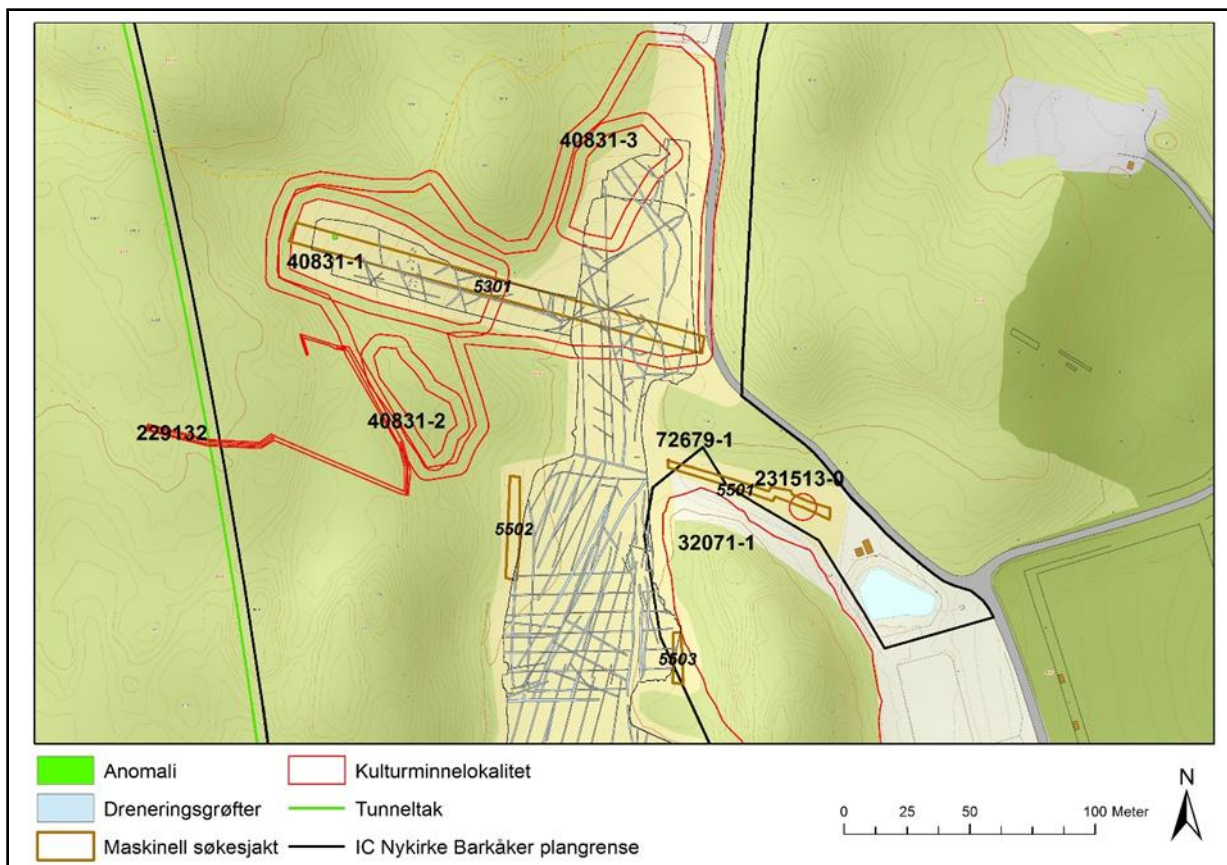 40831-3
40831-1
5301
40831-2
229132
72679-1
231513-0
5501
5502
32071-1
5503
Anomali
Kulturminnelokalitet
Dreneringsgrøfter
Tunneltak
Maskinell søkesjakt
IC Nykirke Barkåker plangrense
0 25 50 100 Meter
N